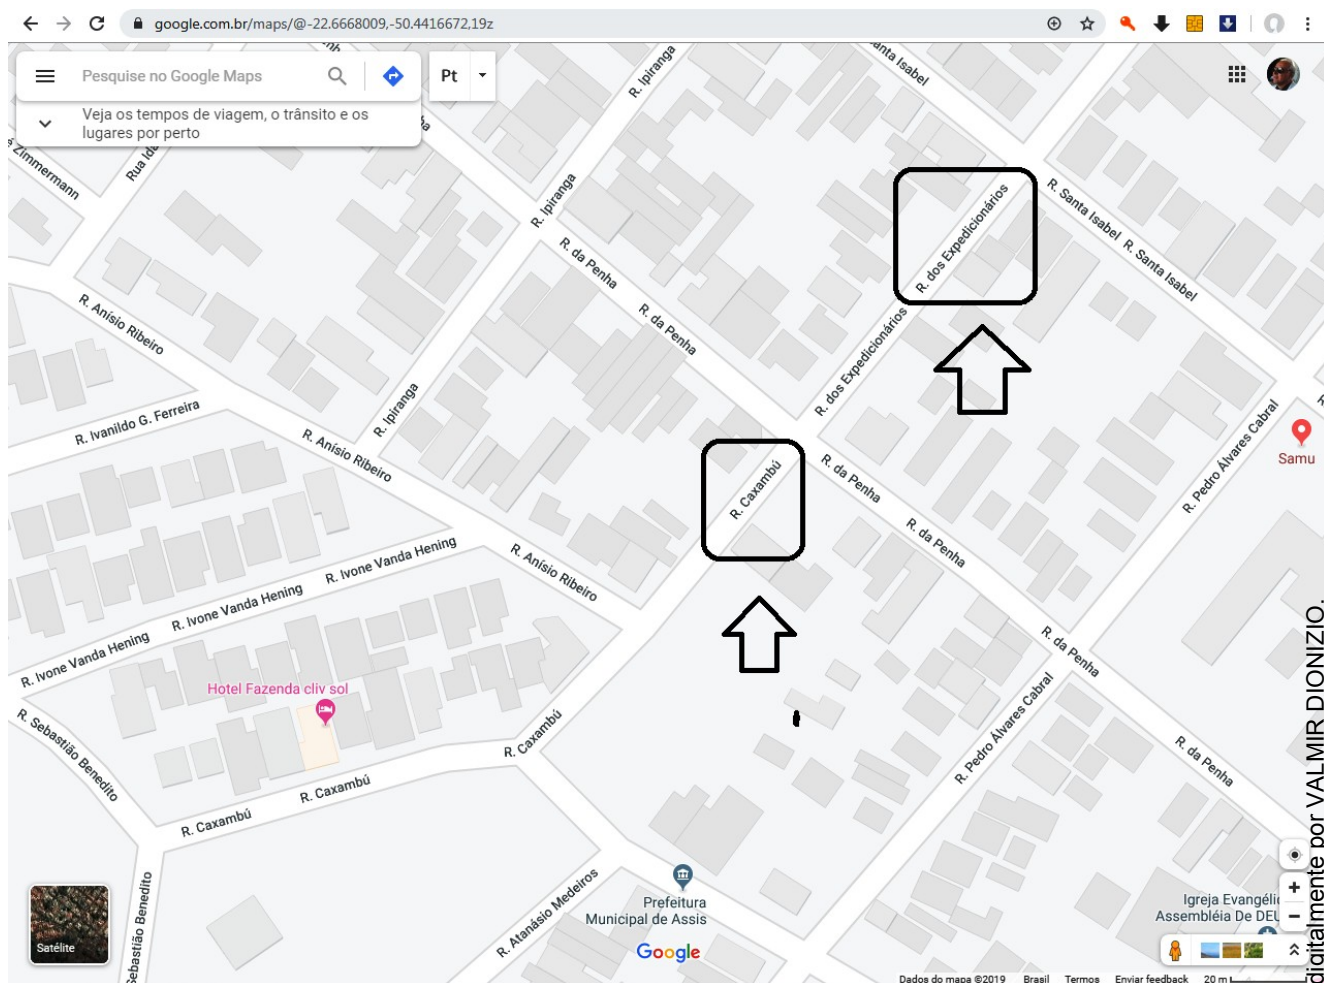 google.com.br/maps/@-22.6668009,-50.4416672,19z
Pesquise no Google Maps
Pt
Veja os tempos de viagem, o trânsito e os
lugares por perto
Zimmermann
R. Ipiranga
anta Isabel
R. Ipiranga
R. Santa Isabel
R. Santa Isabel
R. dos Expedicionários
R. da Penha
R. Anísio Ribeiro
R. da Penha
R. dos Expedicionários
R. Ipiranga
R. Ivanildo G. Ferreira
R. Anísio Ribeiro
R. Pedro Álvares Cabral
Samu
R. da Penha
R. Caxambú
R. da Penha
R. Ivone Vanda Hening
R. Anísio Ribeiro
R. Ivone Vanda Hening
R. Ivone Vanda Hening
R. da Penha
Hotel Fazenda cliv sol
R. Sebastião Benedito
R. Caxambú
R. Pedro Álvares Cabral
R. da Penha
R. Caxambú
R. Caxambú
Sebastião Benedito
R. Atanásio Medeiros
Prefeitura
Municipal de Assis
Igreja Evangéli
Assembléia De DEU
Satélite
Google
Dados do mapa ©2019 Brasil Termos Enviar feedback 20 m
digitalmente por VALMIR DIONIZIO.